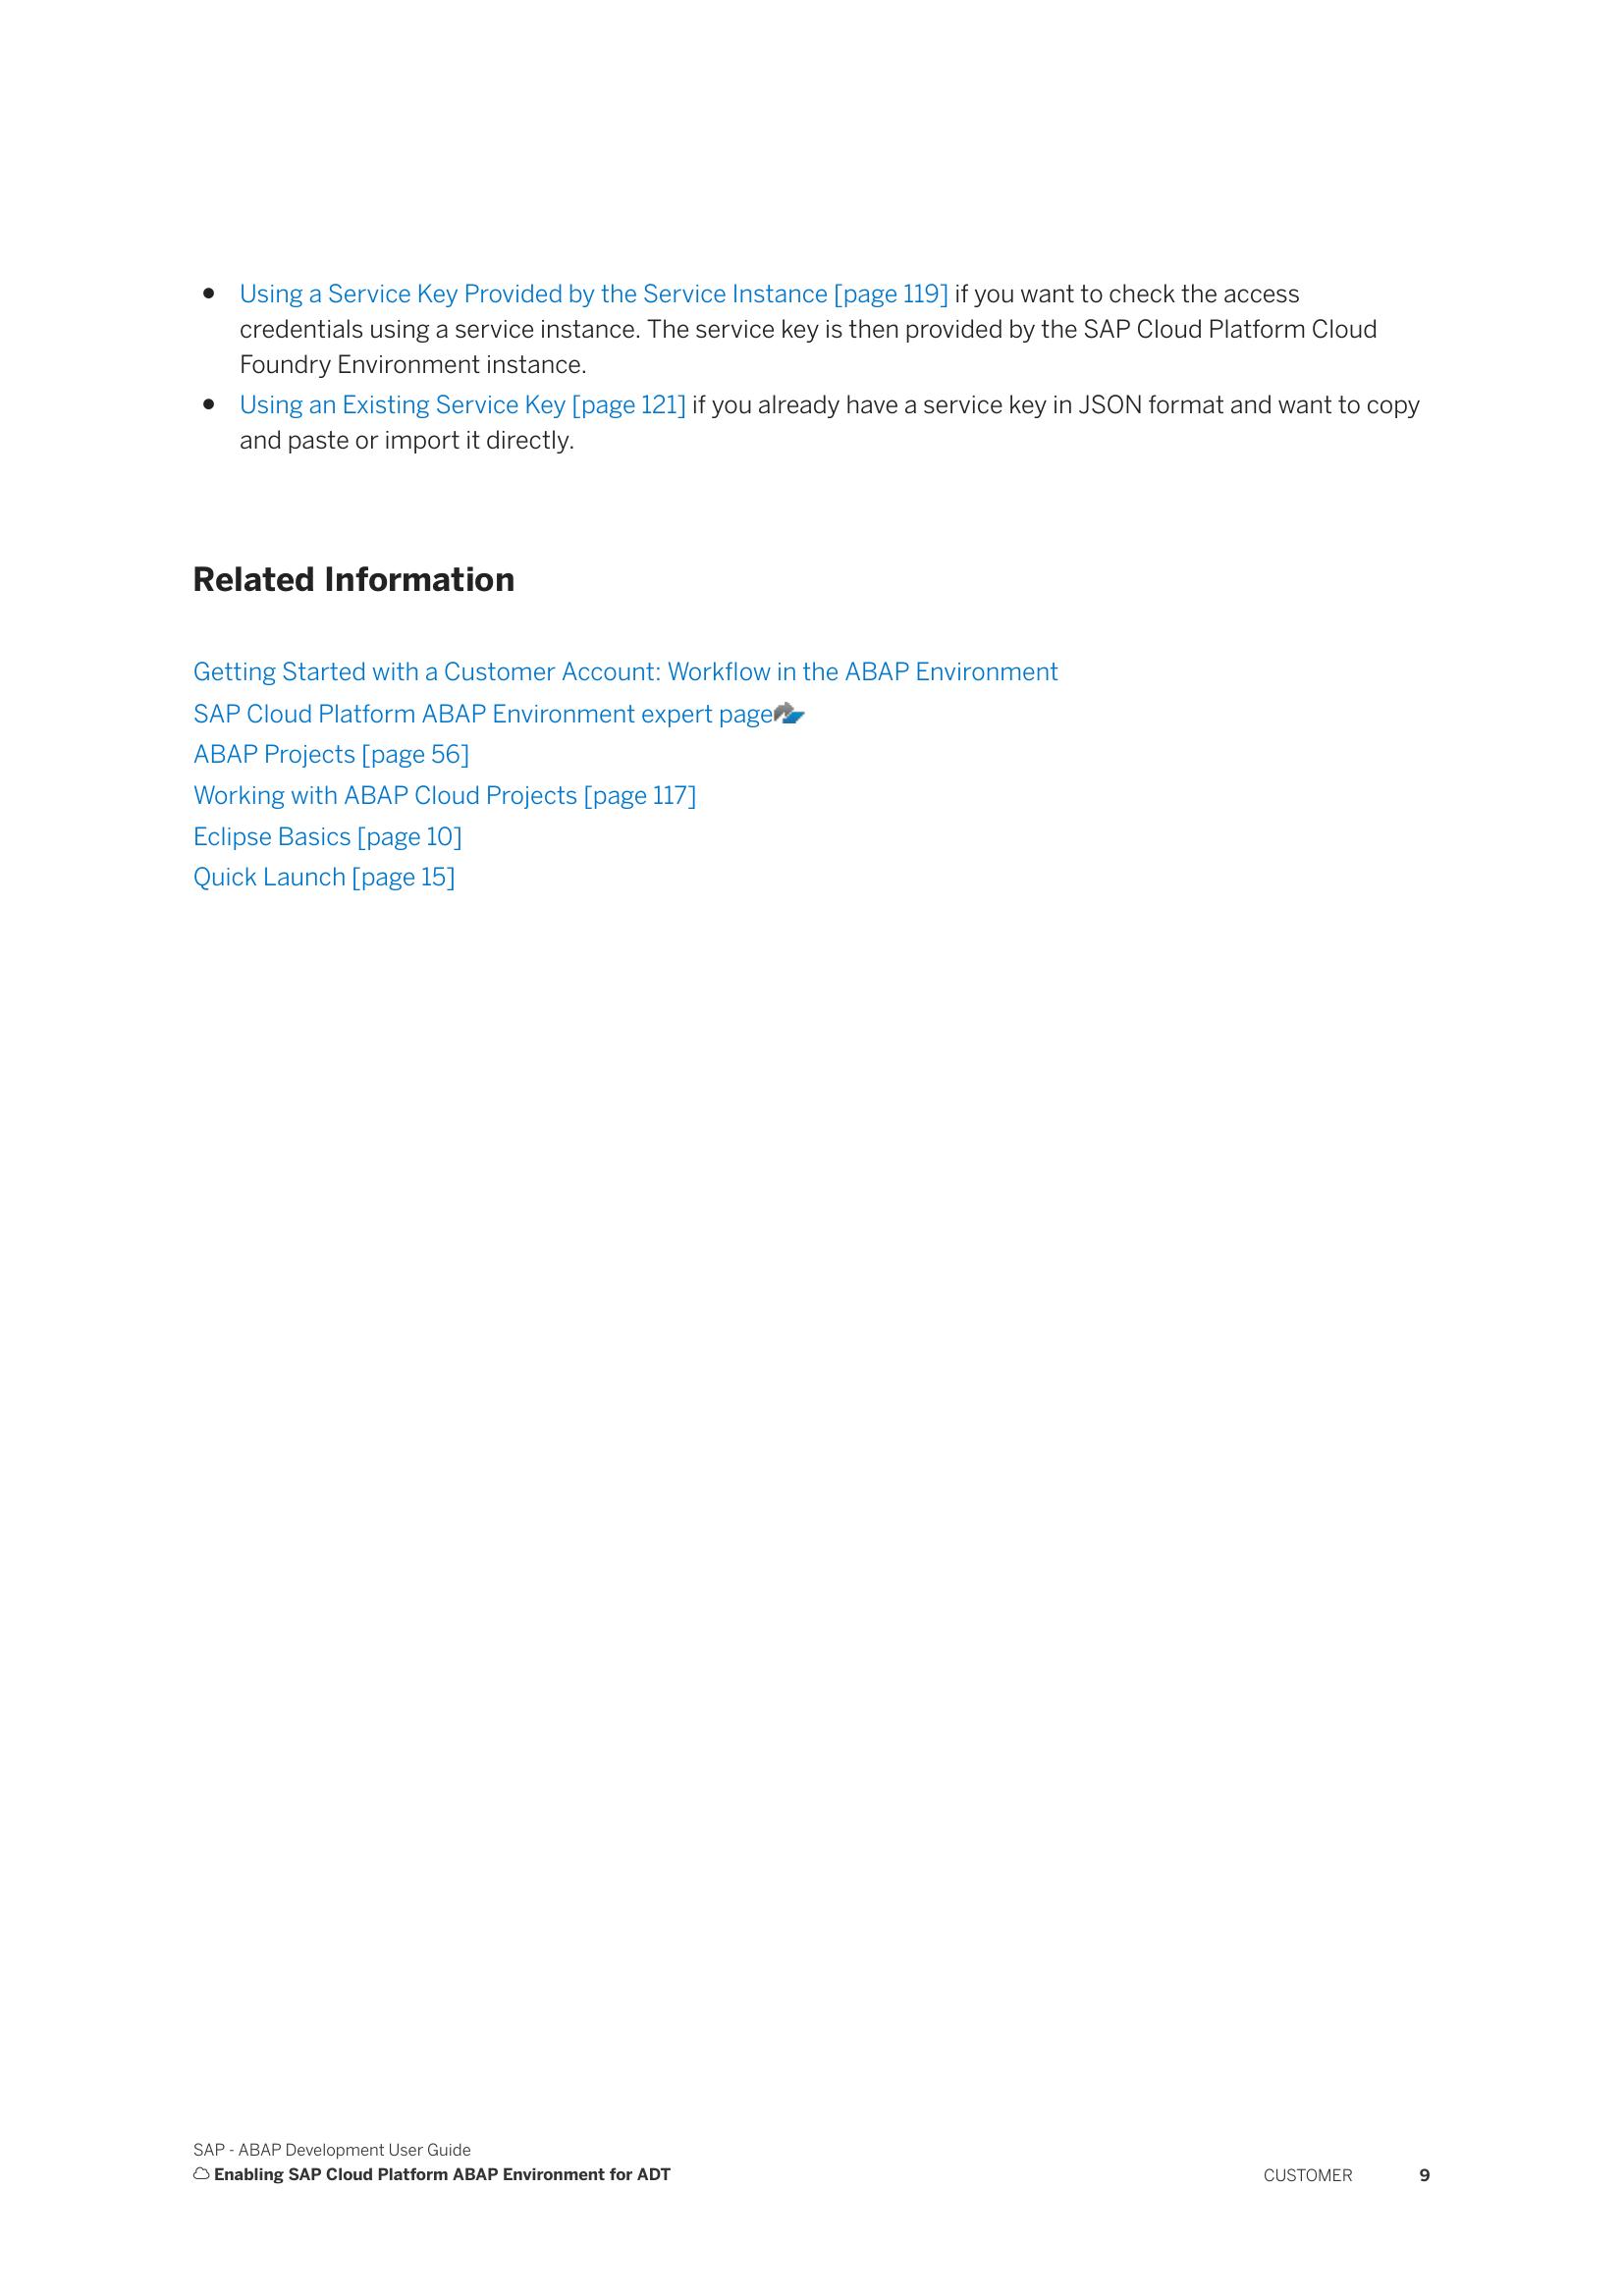 • Using a Service Key Provided by the Service Instance [page 119] if you want to check the access
credentials using a service instance. The service key is then provided by the SAP Cloud Platform Cloud
Foundry Environment instance.
• Using an Existing Service Key [page 121] if you already have a service key in JSON format and want to copy
and paste or import it directly.
Related Information
Getting Started with a Customer Account: Workflow in the ABAP Environment
SAP Cloud Platform ABAP Environment expert page
ABAP Projects [page 56]
Working with ABAP Cloud Projects [page 117]
Eclipse Basics [page 10]
Quick Launch [page 15]
SAP - ABAP Development User Guide
Enabling SAP Cloud Platform ABAP Environment for ADT
CUSTOMER 9